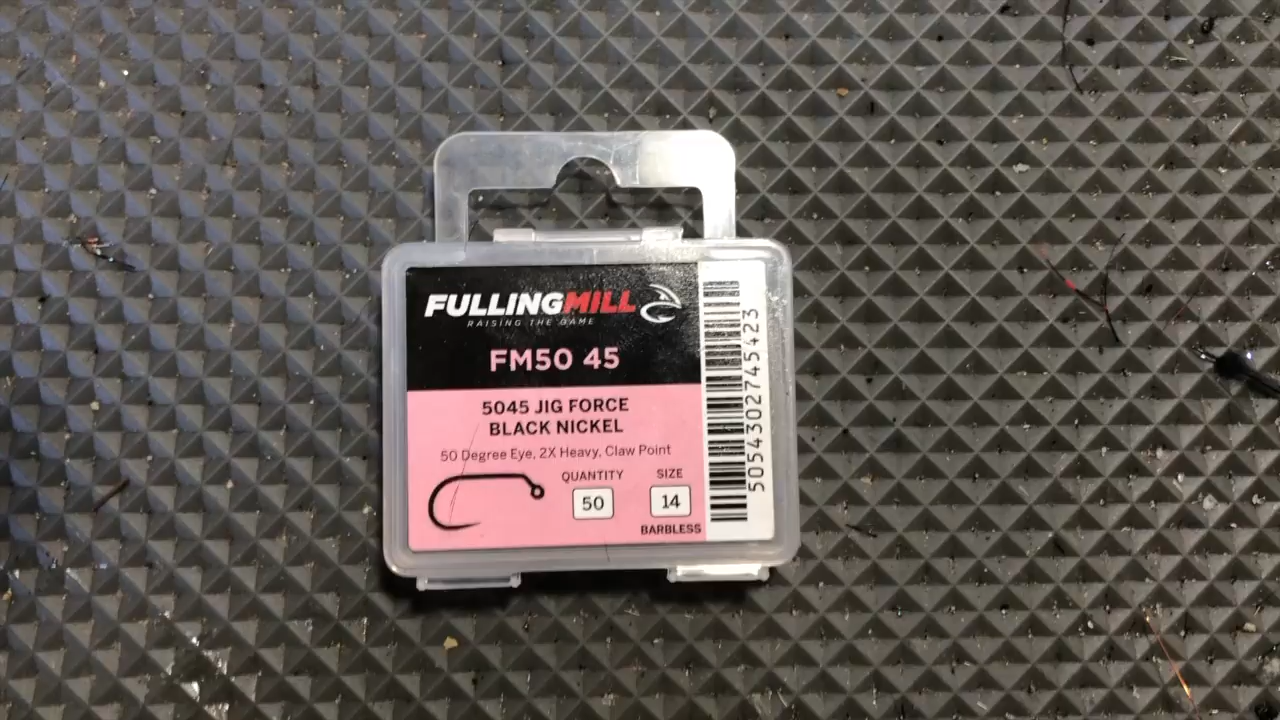 FULLINGMILL
RAISING THE GAME
FM50 45
5045 JIG FORCE
BLACK NICKEL
50 Degree Eye, 2X Heavy, Claw Point
QUANTITY
50
SIZE
14
BARBLESS
5054302745423